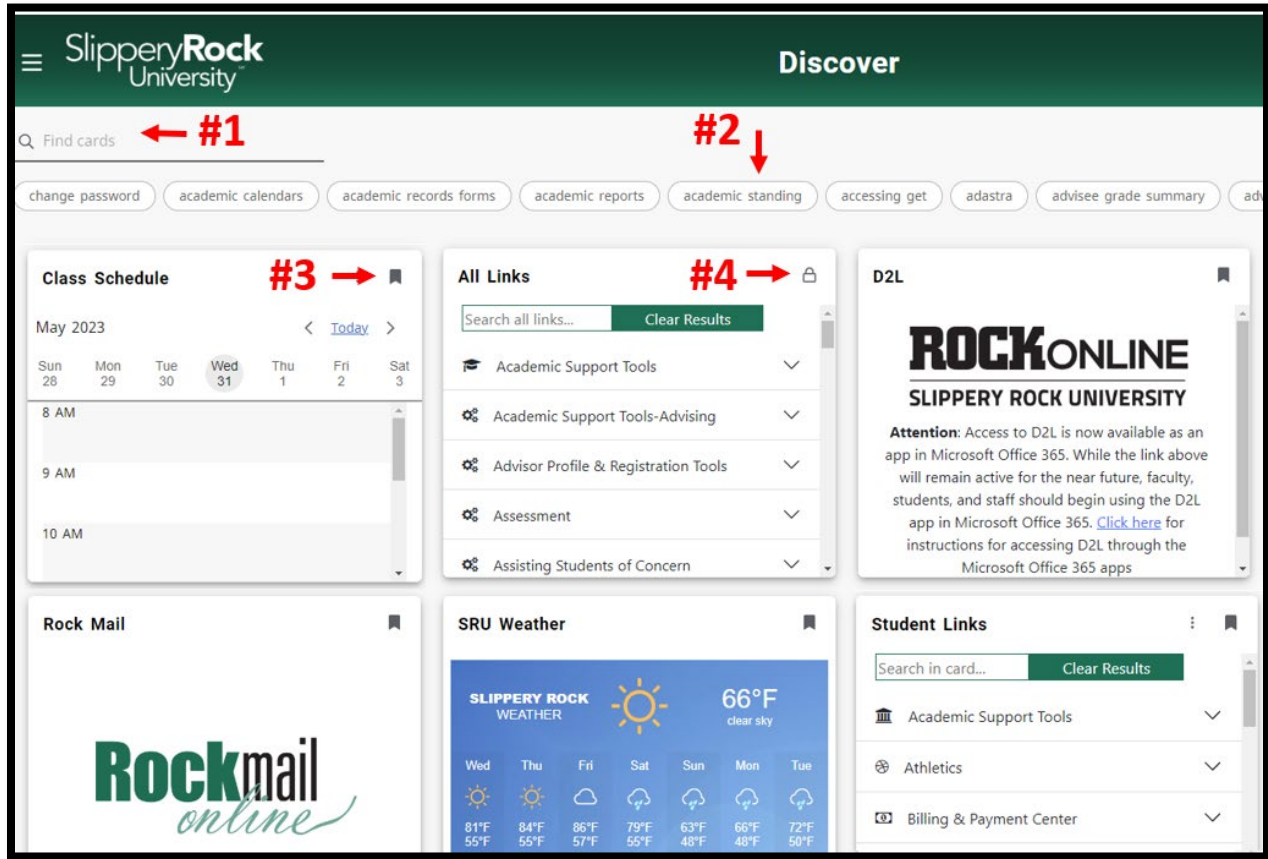 SlipperyRock
University
Discover
Find cards
#1
#2
change password
academic calendars
academic records forms
academic reports
academic standing
accessing get
adastra
advisee grade summary
Class Schedule
#3
May 2023
Today
Sun Mon Tue Wed Thu Fri Sat
28 29 30 31 1 2 3
8 AM
9 AM
10 AM
All Links
#4
Search all links...
Clear Results
Academic Support Tools
Academic Support Tools-Advising
Advisor Profile & Registration Tools
Assessment
Assisting Students of Concern
D2L
ROCKONLINE
SLIPPERY ROCK UNIVERSITY
Attention: Access to D2L is now available as an
app in Microsoft Office 365. While the link above
will remain active for the near future, faculty,
students, and staff should begin using the D2L
app in Microsoft Office 365. Click here for
instructions for accessing D2L through the
Microsoft Office 365 apps
Rock Mail
Rockmail
online
SRU Weather
SLIPPERY ROCK
WEATHER
66°F
clear sky
Wed Thu Fri Sat Sun Mon Tue
81°F 84°F 86°F 79°F 63°F 66°F 72°F
55°F 55°F 57°F 55°F 48°F 48°F 50°F
Student Links
Search in card...
Clear Results
Academic Support Tools
Athletics
Billing & Payment Center